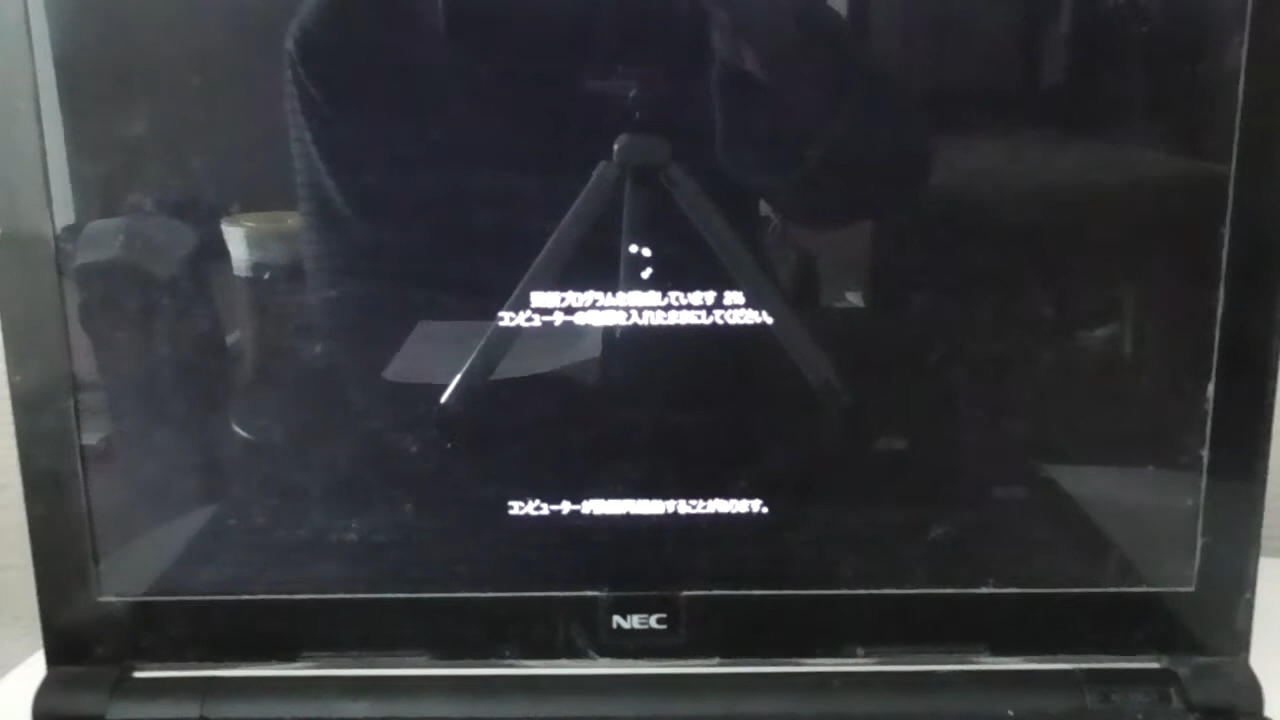 更新プログラムを構成しています
コンピューターの電源を入れたままにしてください。
コンピューターが数回再起動することがあります。
NEC